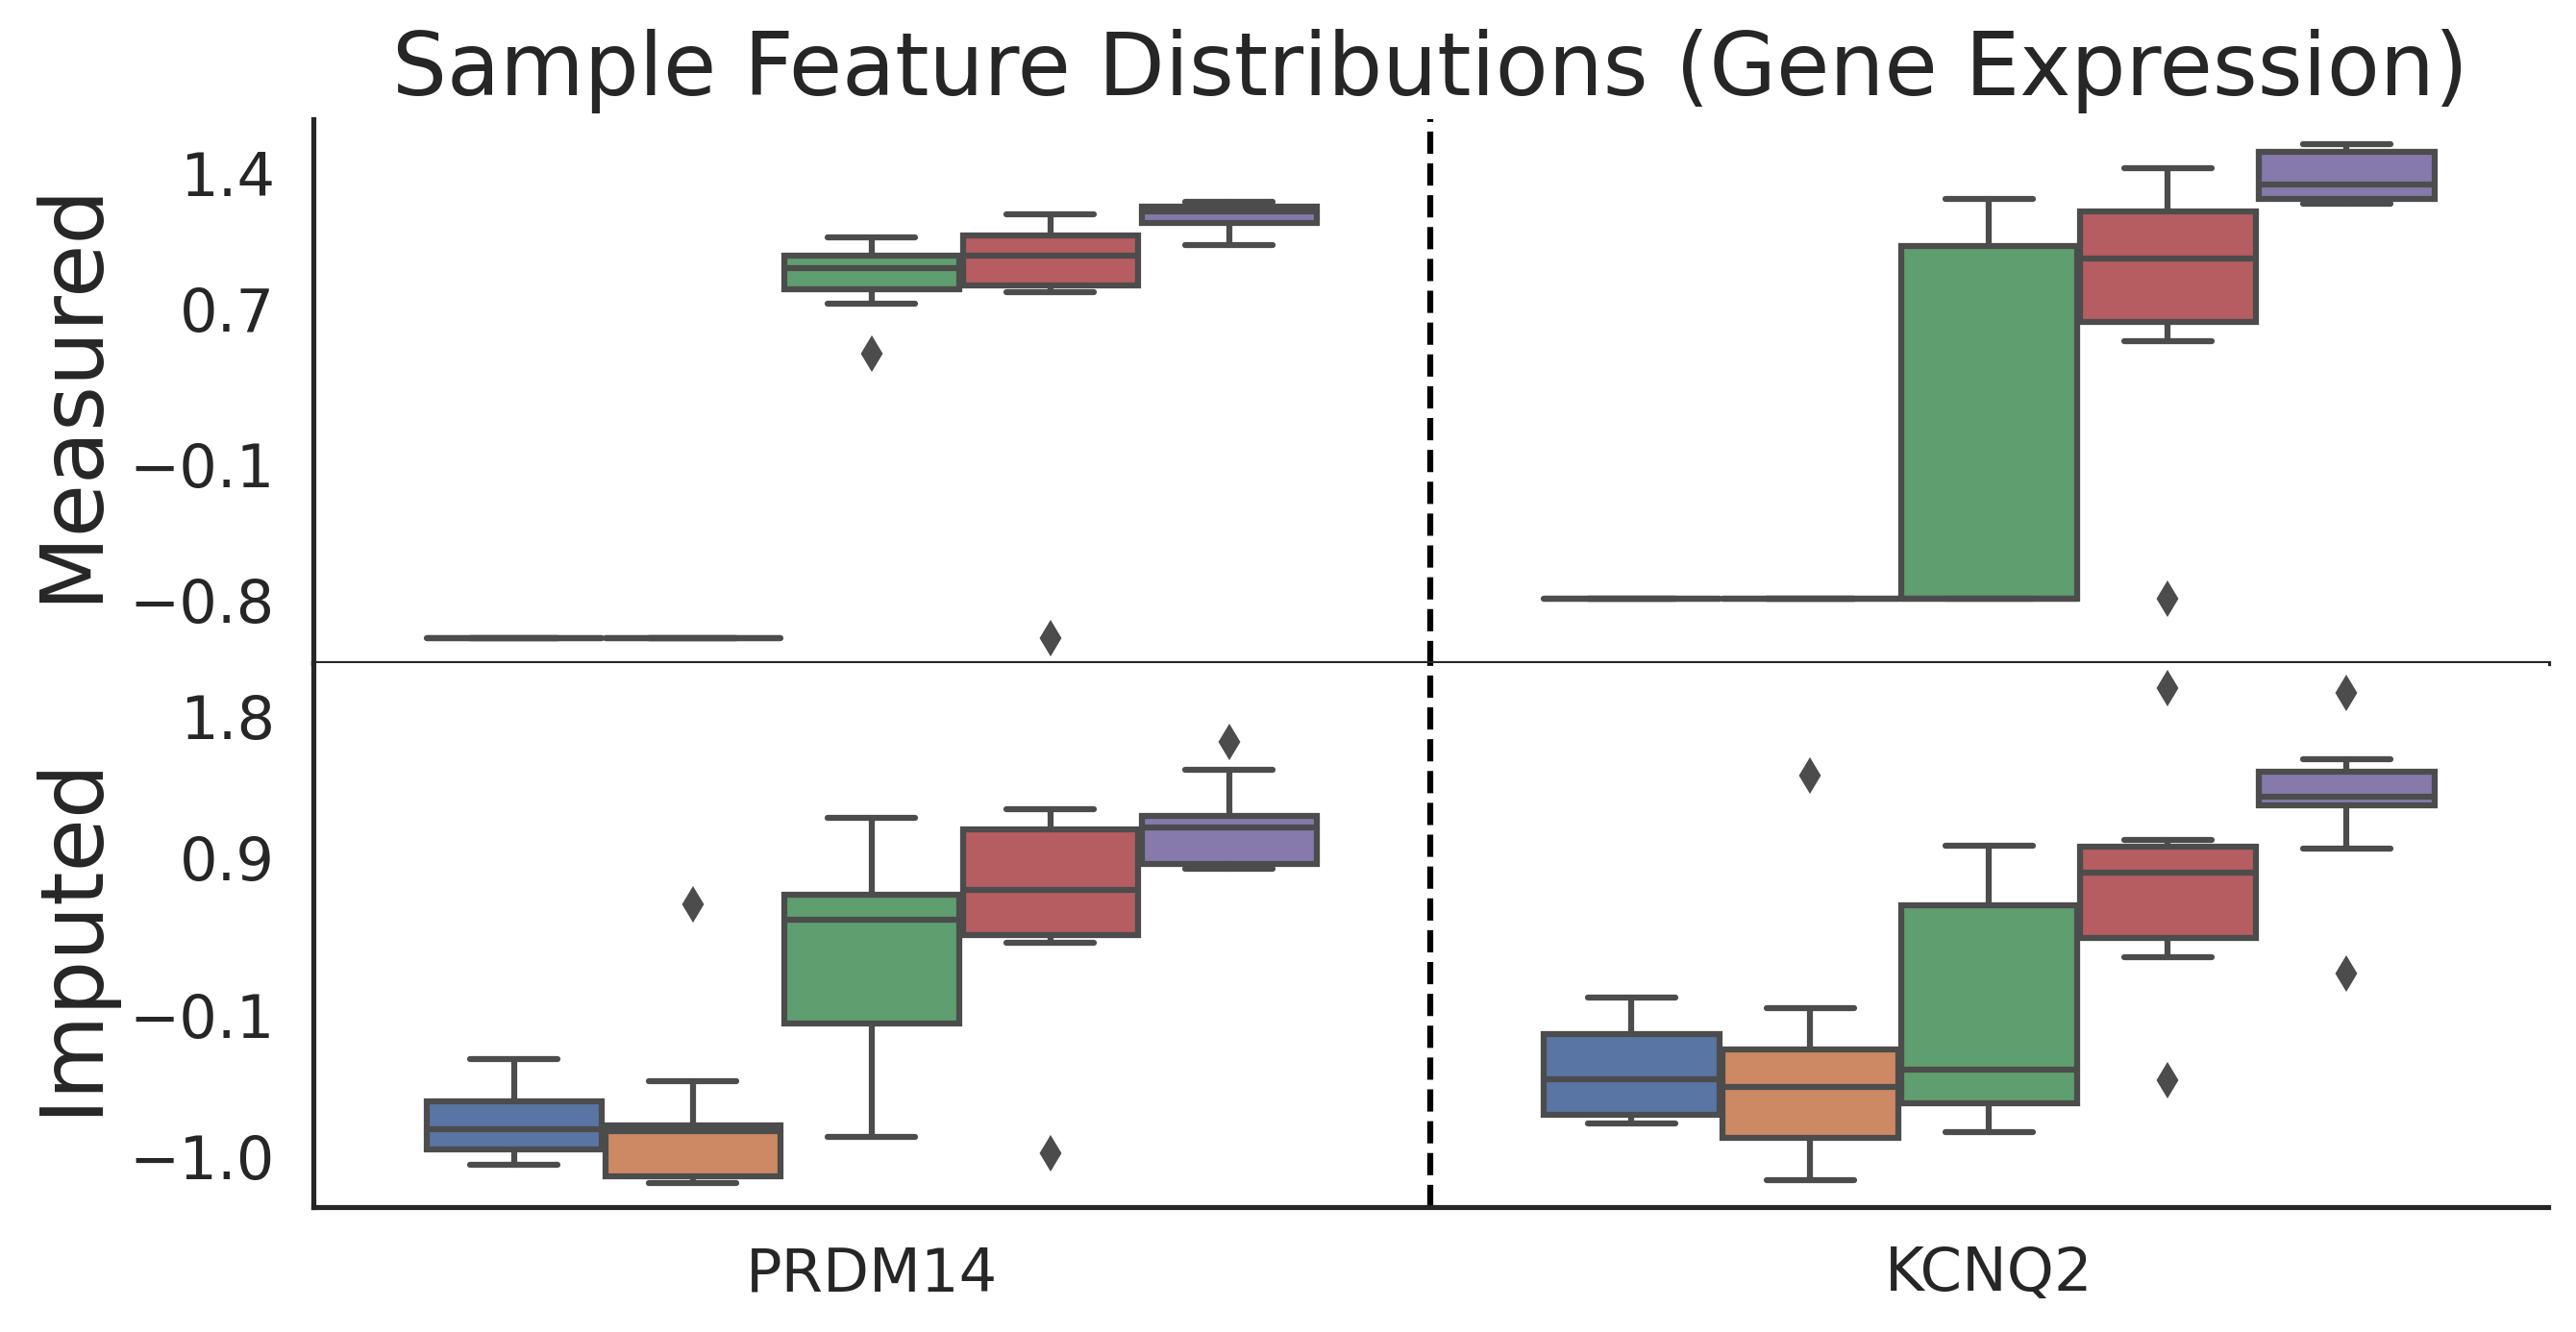 Sample Feature Distributions (Gene Expression)
Measured
1.4
0.7
−0.1
−0.8
Imputed
1.8
0.9
−0.1
−1.0
PRDM14
KCNQ2